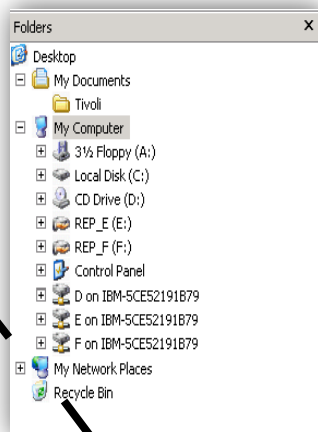 Folders x
Desktop
My Documents
Tivoli
My Computer
3½ Floppy (A:)
Local Disk (C:)
CD Drive (D:)
REP_E (E:)
REP_F (F:)
Control Panel
D on IBM-5CE52191B79
E on IBM-5CE52191B79
F on IBM-5CE52191B79
My Network Places
Recycle Bin